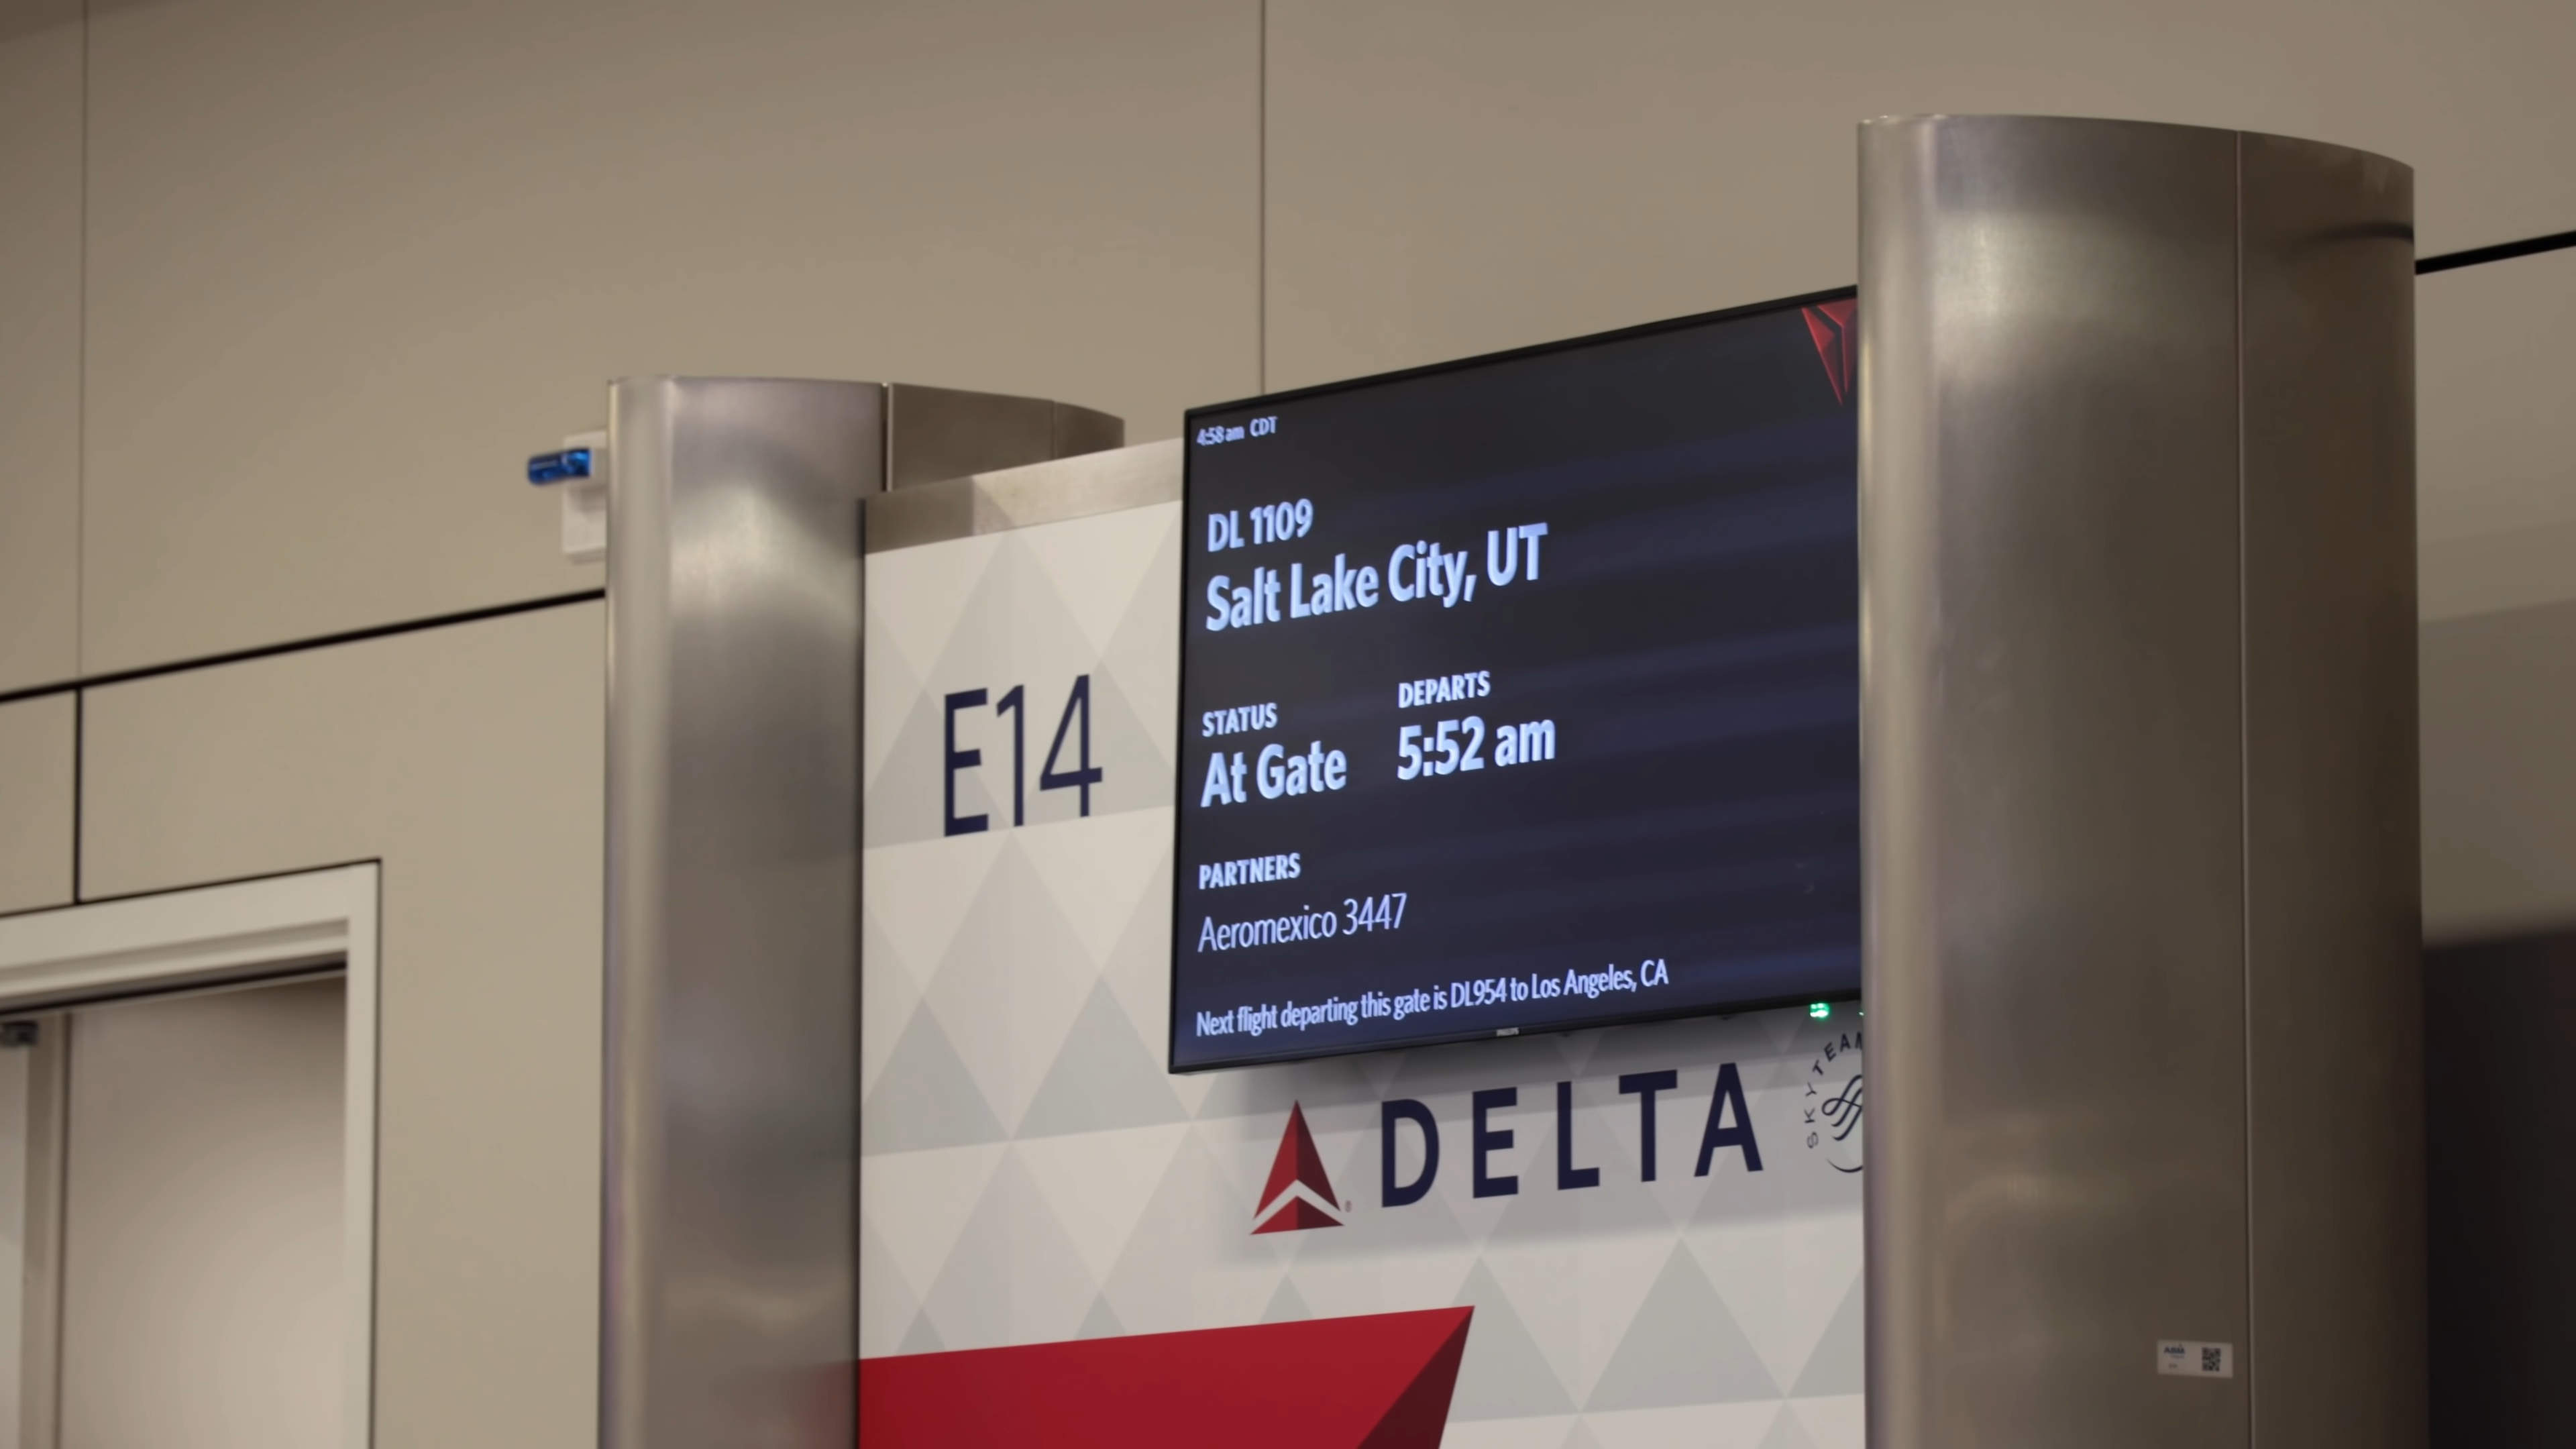 4:58 am CDT
DL 1109
Salt Lake City, UT
STATUS
At Gate
DEPARTS
5:52 am
PARTNERS
Aeromexico 3447
Next flight departing this gate is DL954 to Los Angeles, CA
E14
DELTA
SKYTEAM